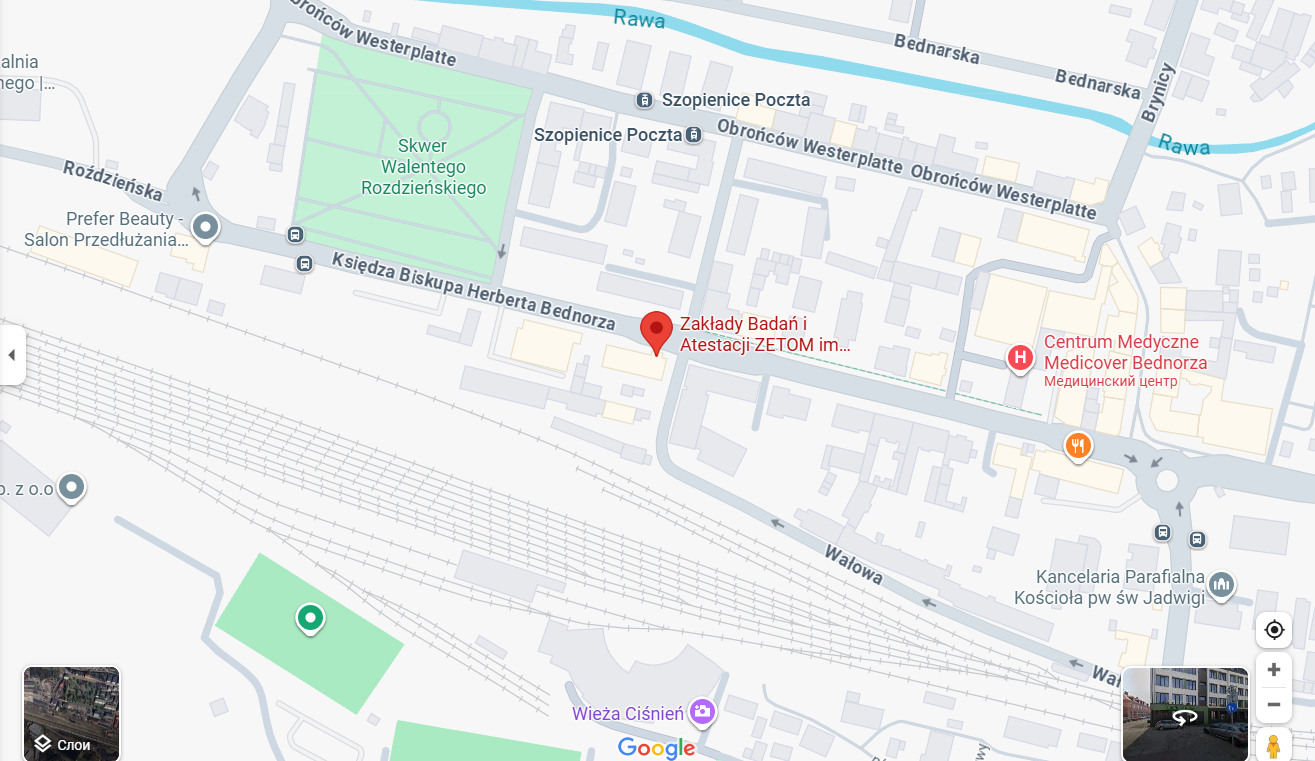 Rawa
Obrońców Westerplatte
Bednarska
Bednarska
Brynicy
alnia
nego |...
Szopienice Poczta
Szopienice Poczta
Obrońców Westerplatte
Obrońców Westerplatte
Rawa
Skwer
Walentego
Rozdzieńskiego
Roździeńska
Prefer Beauty -
Salon Przedłużania...
Księdza Biskupa Herberta Bednorza
Zakłady Badań i
Atestacji ZETOM im...
Centrum Medyczne
Medicover Bednorza
Медицинский центр
H
p. z o.o
Wałowa
Kancelaria Parafialna
Kościoła pw św Jadwigi
Wał
Wieża Ciśnień
Слои
Google